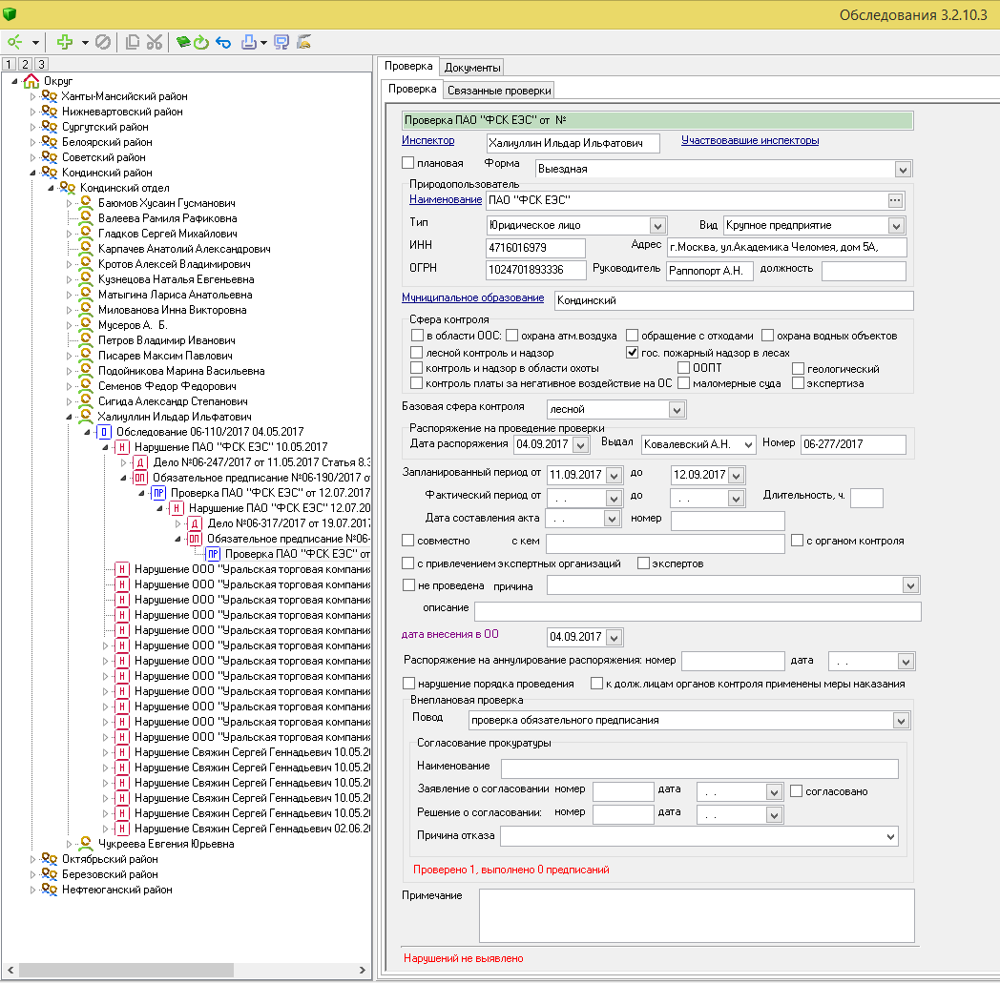 Обследования 3.2.10.3
1 2 3
Округ
Ханты-Мансийский район
Нижневартовский район
Сургутский район
Белоярский район
Советский район
Кондинский район
Кондинский отдел
Баюмов Хусаин Гусманович
Валеева Рамиля Рафиковна
Гладков Сергей Михайлович
Карпачев Анатолий Александрович
Кротов Алексей Владимирович
Кузнецова Наталья Евгеньевна
Матыгина Лариса Анатольевна
Милованова Инна Викторовна
Мусеров А. Б.
Петров Владимир Иванович
Писарев Максим Павлович
Подойникова Марина Васильевна
Семенов Федор Федорович
Сигида Александр Степанович
Халиуллин Ильдар Ильфатович
О Обследование 06-110/2017 04.05.2017
Н Нарушение ПАО "ФСК ЕЭС" 10.05.2017
Д Дело №06-247/2017 от 11.05.2017 Статья 8.3
ОП Обязательное предписание №06-190/2017 от
ПР Проверка ПАО "ФСК ЕЭС" от 12.07.2017
Н Нарушение ПАО "ФСК ЕЭС" 12.07.20
Д Дело №06-317/2017 от 19.07.2017
ОП Обязательное предписание №06-
ПР Проверка ПАО "ФСК ЕЭС" от
Н Нарушение ООО "Уральская торговая компани
Н Нарушение ООО "Уральская торговая компани
Н Нарушение ООО "Уральская торговая компани
Н Нарушение ООО "Уральская торговая компани
Н Нарушение ООО "Уральская торговая компани
Н Нарушение ООО "Уральская торговая компани
Н Нарушение ООО "Уральская торговая компани
Н Нарушение ООО "Уральская торговая компани
Н Нарушение ООО "Уральская торговая компани
Н Нарушение ООО "Уральская торговая компани
Н Нарушение ООО "Уральская торговая компани
Н Нарушение ООО "Уральская торговая компани
Н Нарушение Свяжин Сергей Геннадьевич 10.05.20
Н Нарушение Свяжин Сергей Геннадьевич 10.05.20
Н Нарушение Свяжин Сергей Геннадьевич 10.05.20
Н Нарушение Свяжин Сергей Геннадьевич 10.05.20
Н Нарушение Свяжин Сергей Геннадьевич 10.05.20
Н Нарушение Свяжин Сергей Геннадьевич 02.06.20
Чукреева Евгения Юрьевна
Октябрьский район
Березовский район
Нефтеюганский район
Проверка Документы
Проверка Связанные проверки
Проверка ПАО "ФСК ЕЭС" от №
Инспектор Халиуллин Ильдар Ильфатович Участвовавшие инспекторы
плановая Форма Выездная
Природопользователь
Наименование ПАО "ФСК ЕЭС" ...
Тип Юридическое лицо Вид Крупное предприятие
ИНН 4716016979 Адрес г.Москва, ул.Академика Челомея, дом 5А,
ОГРН 1024701893336 Руководитель Раппопорт А.Н. должность
Муниципальное образование Кондинский
Сфера контроля
в области ООС: охрана атм.воздуха обращение с отходами охрана водных объектов
лесной контроль и надзор гос. пожарный надзор в лесах
контроль и надзор в области охоты ООПТ геологический
контроль платы за негативное воздействие на ОС маломерные суда экспертиза
Базовая сфера контроля лесной
Распоряжение на проведение проверки
Дата распоряжения 04.09.2017 Выдал Ковалевский А.Н. Номер 06-277/2017
Запланированный период от 11.09.2017 до 12.09.2017
Фактический период от . . до . . Длительность, ч.
Дата составления акта . . номер
совместно с кем с органом контроля
с привлечением экспертных организаций экспертов
не проведена причина
описание
дата внесения в ОО 04.09.2017
Распоряжение на аннулирование распоряжения: номер дата . .
нарушение порядка проведения к долж.лицам органов контроля применены меры наказания
Внеплановая проверка
Повод проверка обязательного предписания
Согласование прокуратуры
Наименование
Заявление о согласовании номер дата . . согласовано
Решение о согласовании: номер дата . .
Причина отказа
Проверено 1, выполнено 0 предписаний
Примечание
Нарушений не выявлено